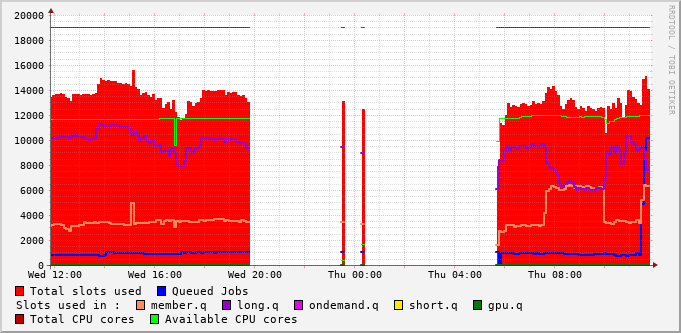 20000
18000
16000
14000
12000
10000
8000
6000
4000
2000
0
Wed 12:00 Wed 16:00 Wed 20:00 Thu 00:00 Thu 04:00 Thu 08:00
RRDTOOL / TOBI OETIKER
Total slots used Queued Jobs
Slots used in : member.q long.q ondemand.q short.q gpu.q
Total CPU cores Available CPU cores